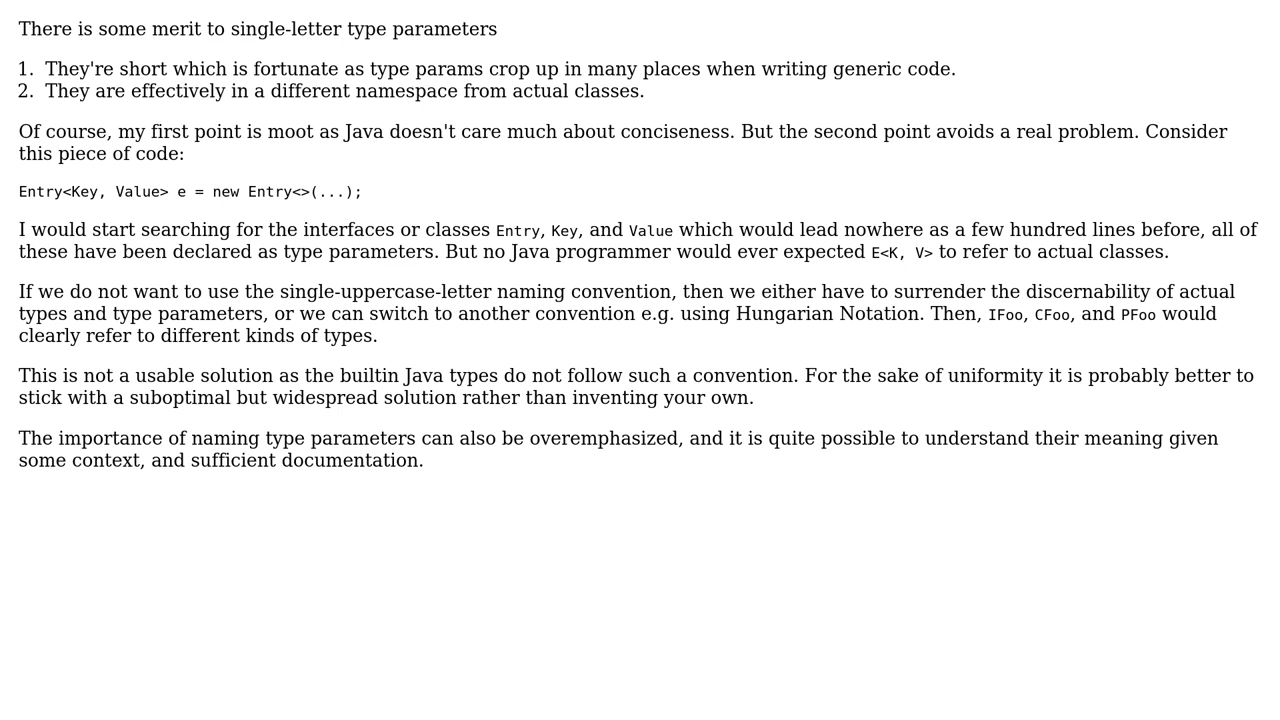 There is some merit to single-letter type parameters
1. They're short which is fortunate as type params crop up in many places when writing generic code.
2. They are effectively in a different namespace from actual classes.
Of course, my first point is moot as Java doesn't care much about conciseness. But the second point avoids a real problem. Consider
this piece of code:
Entry<Key, Value> e = new Entry<>(...);
I would start searching for the interfaces or classes Entry, Key, and Value which would lead nowhere as a few hundred lines before, all of
these have been declared as type parameters. But no Java programmer would ever expected E<K, V> to refer to actual classes.
If we do not want to use the single-uppercase-letter naming convention, then we either have to surrender the discernability of actual
types and type parameters, or we can switch to another convention e.g. using Hungarian Notation. Then, IFoo, CFoo, and PFoo would
clearly refer to different kinds of types.
This is not a usable solution as the builtin Java types do not follow such a convention. For the sake of uniformity it is probably better to
stick with a suboptimal but widespread solution rather than inventing your own.
The importance of naming type parameters can also be overemphasized, and it is quite possible to understand their meaning given
some context, and sufficient documentation.